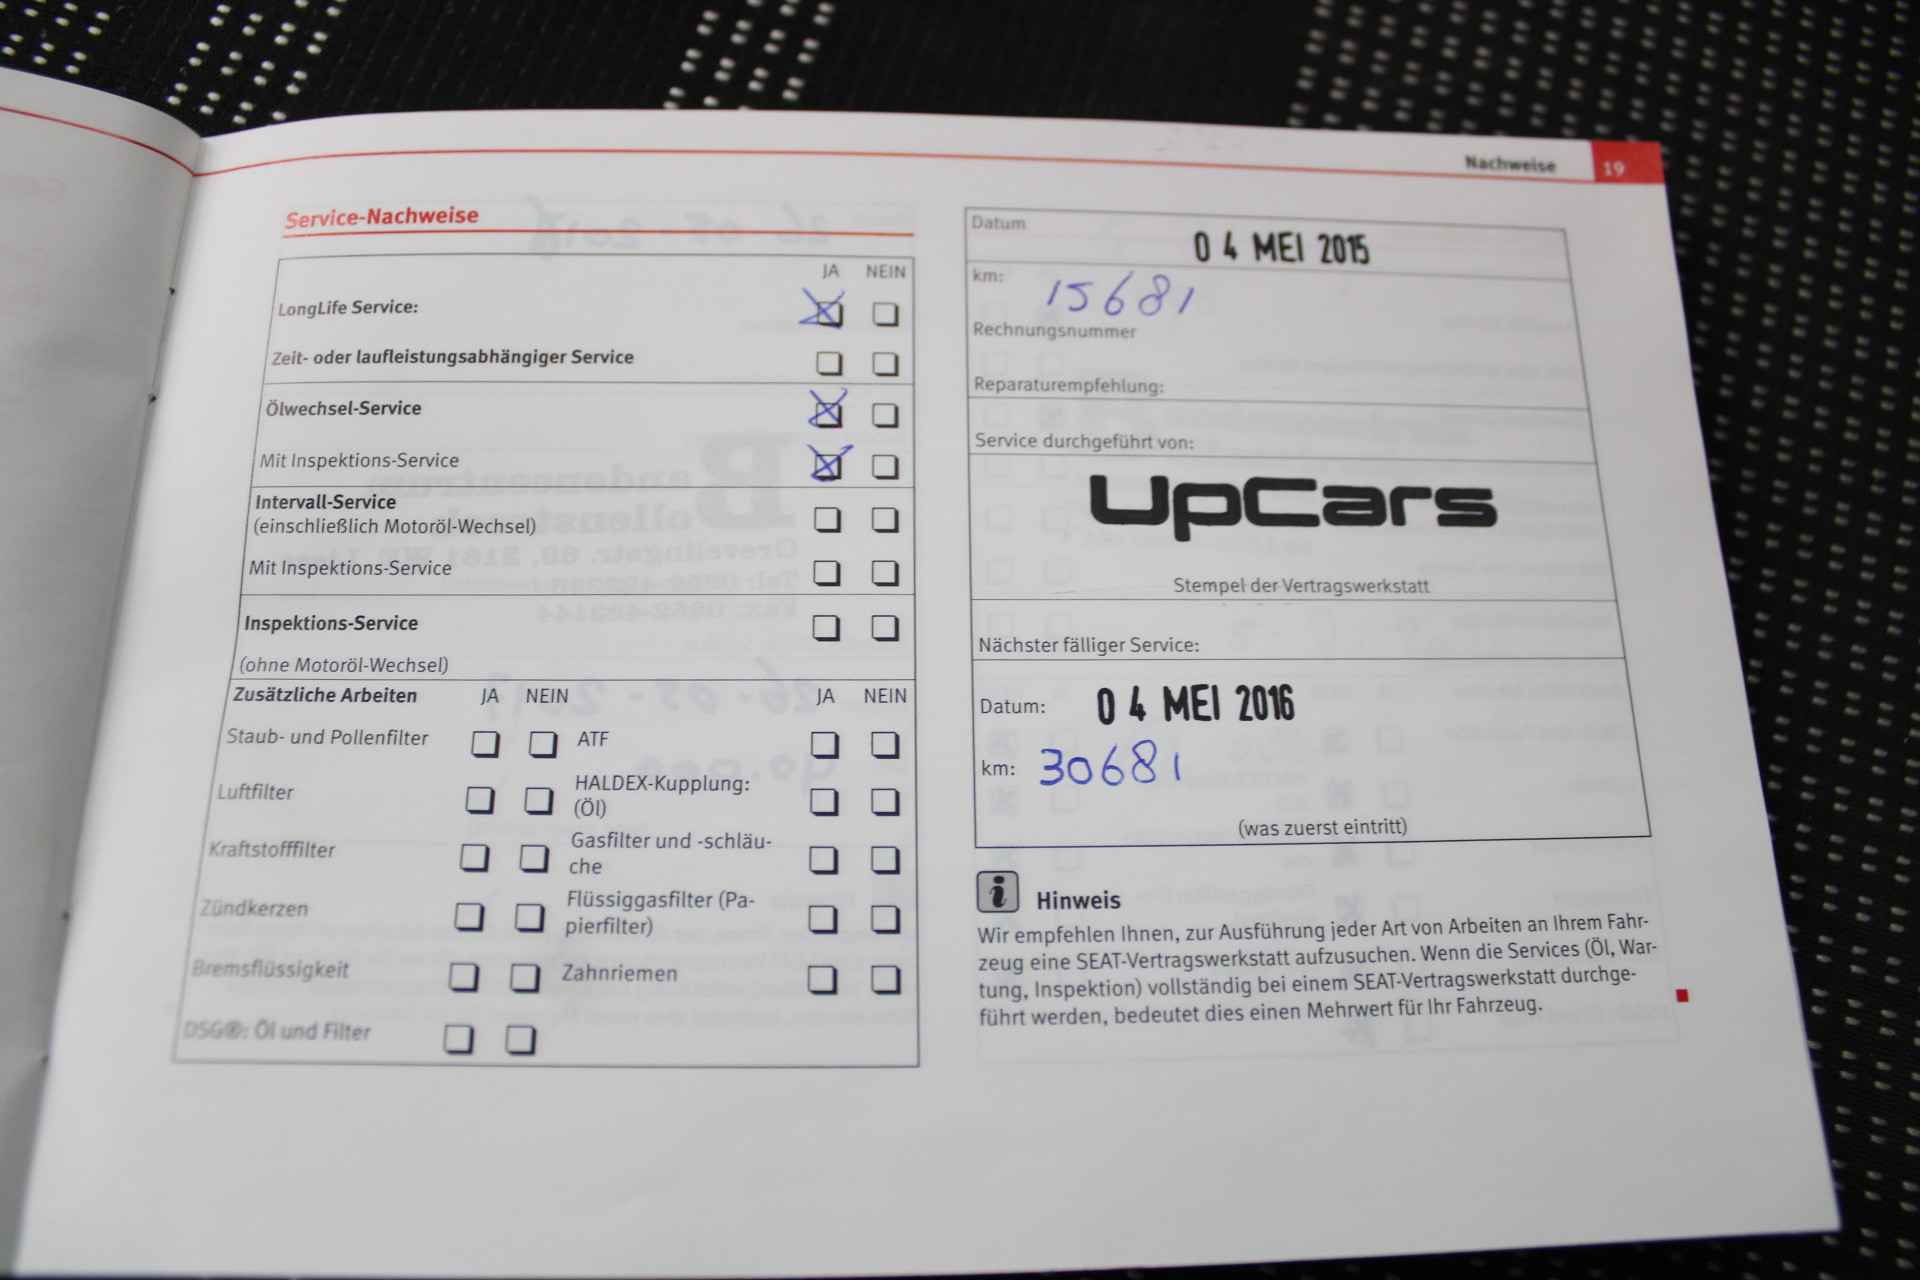 Nachweise 19
Service-Nachweise
JA NEIN
LongLife Service:
Zeit- oder laufleistungsabhängiger Service
Ölwechsel-Service
Mit Inspektions-Service
Intervall-Service
(einschließlich Motoröl-Wechsel)
Mit Inspektions-Service
Inspektions-Service
(ohne Motoröl-Wechsel)
Zusätzliche Arbeiten JA NEIN JA NEIN
Staub- und Pollenfilter ATF
Luftfilter HALDEX-Kupplung:
(Öl)
Kraftstofffilter Gasfilter und -schläu-
che
Zündkerzen Flüssiggasfilter (Pa-
pierfilter)
Bremsflüssigkeit Zahnriemen
DSG®: Öl und Filter
Datum
04 MEI 2015
km: 15681
Rechnungsnummer
Reparaturempfehlung:
Service durchgeführt von:
UpCars
Stempel der Vertragswerkstatt
Nächster fälliger Service:
Datum: 04 MEI 2016
km: 30681
(was zuerst eintritt)
i Hinweis
Wir empfehlen Ihnen, zur Ausführung jeder Art von Arbeiten an Ihrem Fahr-
zeug eine SEAT-Vertragswerkstatt aufzusuchen. Wenn die Services (Öl, War-
tung, Inspektion) vollständig bei einem SEAT-Vertragswerkstatt durchge-
führt werden, bedeutet dies einen Mehrwert für Ihr Fahrzeug.